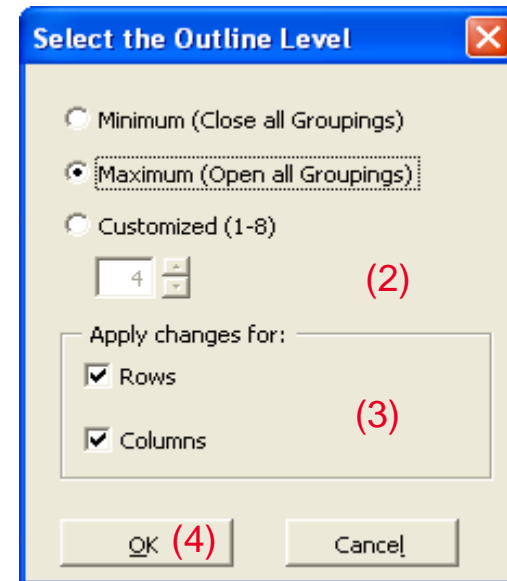 Select the Outline Level
Minimum (Close all Groupings)
Maximum (Open all Groupings)
Customized (1-8)
4 (2)
Apply changes for:
Rows
(3)
Columns
OK (4) Cancel